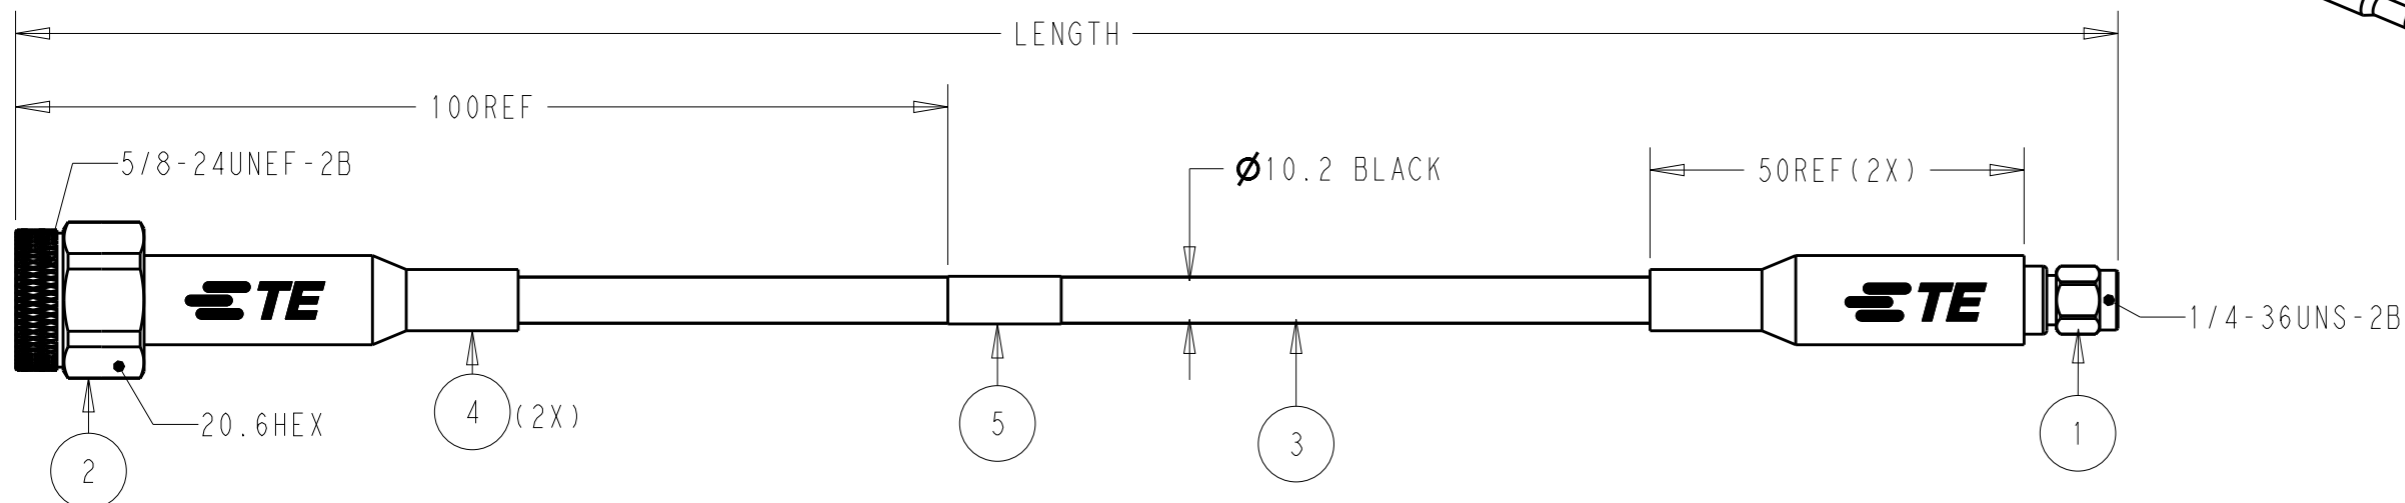 LENGTH
100REF
5/8-24UNEF-2B
Ø10.2 BLACK
50REF(2X)
TE
TE
1/4-36UNS-2B
20.6HEX
4 (2X)
5
3
1
2